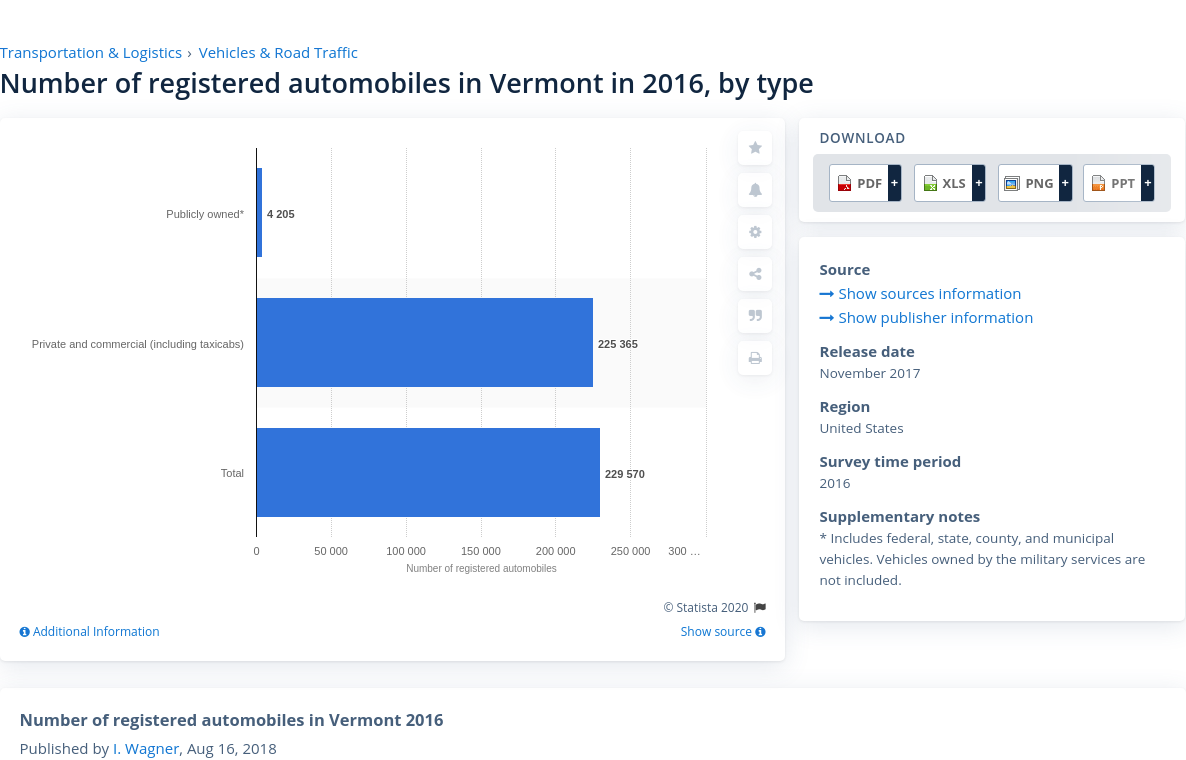 Transportation & Logistics › Vehicles & Road Traffic
Number of registered automobiles in Vermont in 2016, by type
Publicly owned*
4 205
Private and commercial (including taxicabs)
225 365
Total
229 570
0
50 000
100 000
150 000
200 000
250 000
300 …
Number of registered automobiles
© Statista 2020
Additional Information
Show source
DOWNLOAD
PDF +
XLS +
PNG +
PPT +
Source
Show sources information
Show publisher information
Release date
November 2017
Region
United States
Survey time period
2016
Supplementary notes
* Includes federal, state, county, and municipal
vehicles. Vehicles owned by the military services are
not included.
Number of registered automobiles in Vermont 2016
Published by I. Wagner, Aug 16, 2018